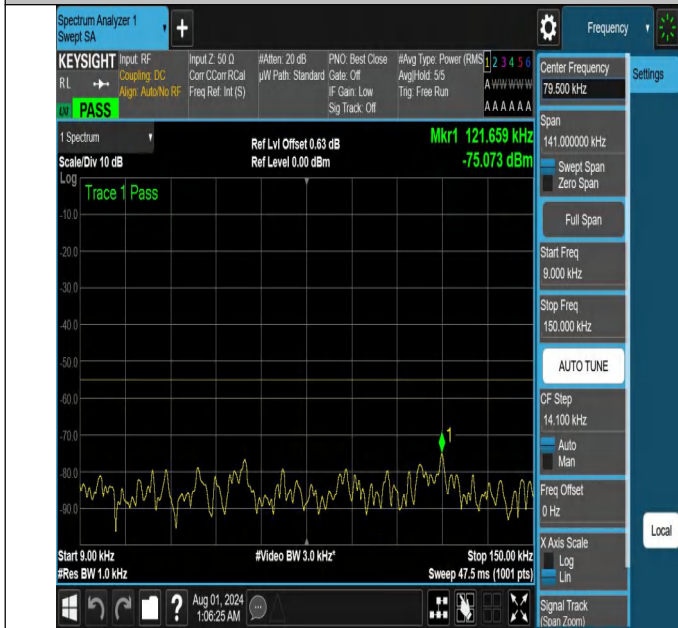 Spectrum Analyzer 1
Swept SA
+
Frequency
KEYSIGHT
RL
LXI
PASS
Input: RF
Coupling: DC
Align: Auto/No RF
Input Z: 50 Ω
Corr CCorr RCal
Freq Ref: Int (S)
#Atten: 20 dB
µW Path: Standard
PNO: Best Close
Gate: Off
IF Gain: Low
Sig Track: Off
#Avg Type: Power (RMS
Avg|Hold: 5/5
Trig: Free Run
1 2 3 4 5 6
A W W W W W
A A A A A A
1 Spectrum
Scale/Div 10 dB
Log
Ref Lvl Offset 0.63 dB
Ref Level 0.00 dBm
Mkr1 121.659 kHz
-75.073 dBm
Trace 1 Pass
-10.0
-20.0
-30.0
-40.0
-50.0
-60.0
-70.0
-80.0
-90.0
1
Start 9.00 kHz
#Res BW 1.0 kHz
#Video BW 3.0 kHz*
Stop 150.00 kHz
Sweep 47.5 ms (1001 pts)
?
Aug 01, 2024
1:06:25 AM
Center Frequency
79.500 kHz
Settings
Span
141.000000 kHz
Swept Span
Zero Span
Full Span
Start Freq
9.000 kHz
Stop Freq
150.000 kHz
AUTO TUNE
CF Step
14.100 kHz
Auto
Man
Freq Offset
0 Hz
Local
X Axis Scale
Log
Lin
Signal Track
(Span Zoom)